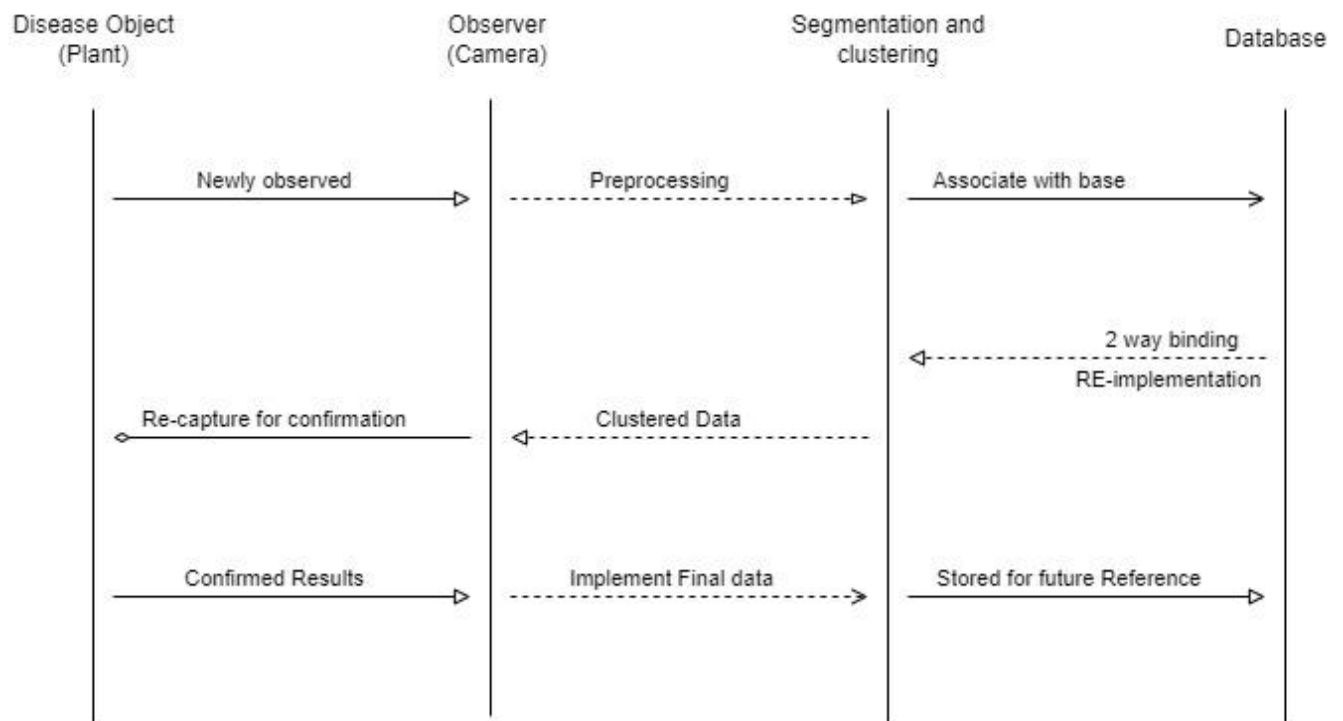 Disease Object
(Plant)
Observer
(Camera)
Segmentation and
clustering
Database
Newly observed
Preprocessing
Associate with base
2 way binding
RE-implementation
Re-capture for confirmation
Clustered Data
Confirmed Results
Implement Final data
Stored for future Reference